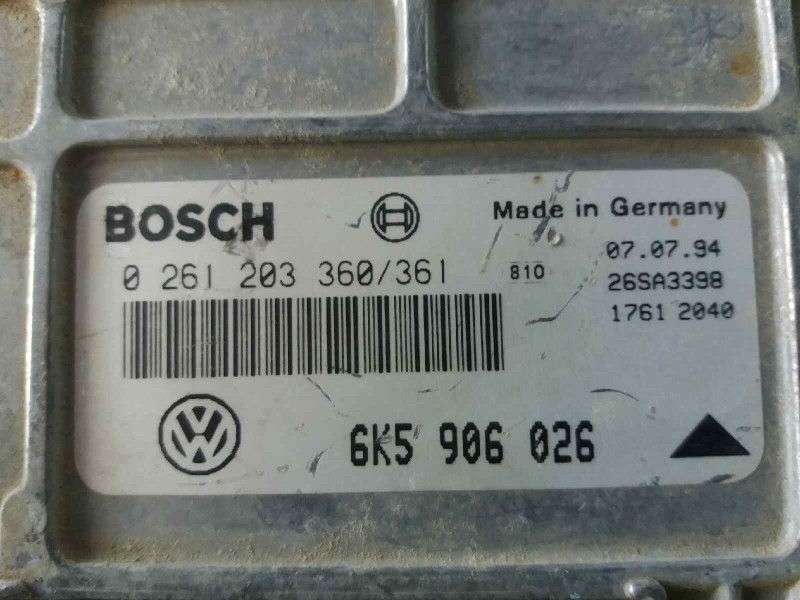 BOSCH
Made in Germany
0 261 203 360/361
810
07.07.94
26SA3398
1761 2040
VW
6K5 906 026